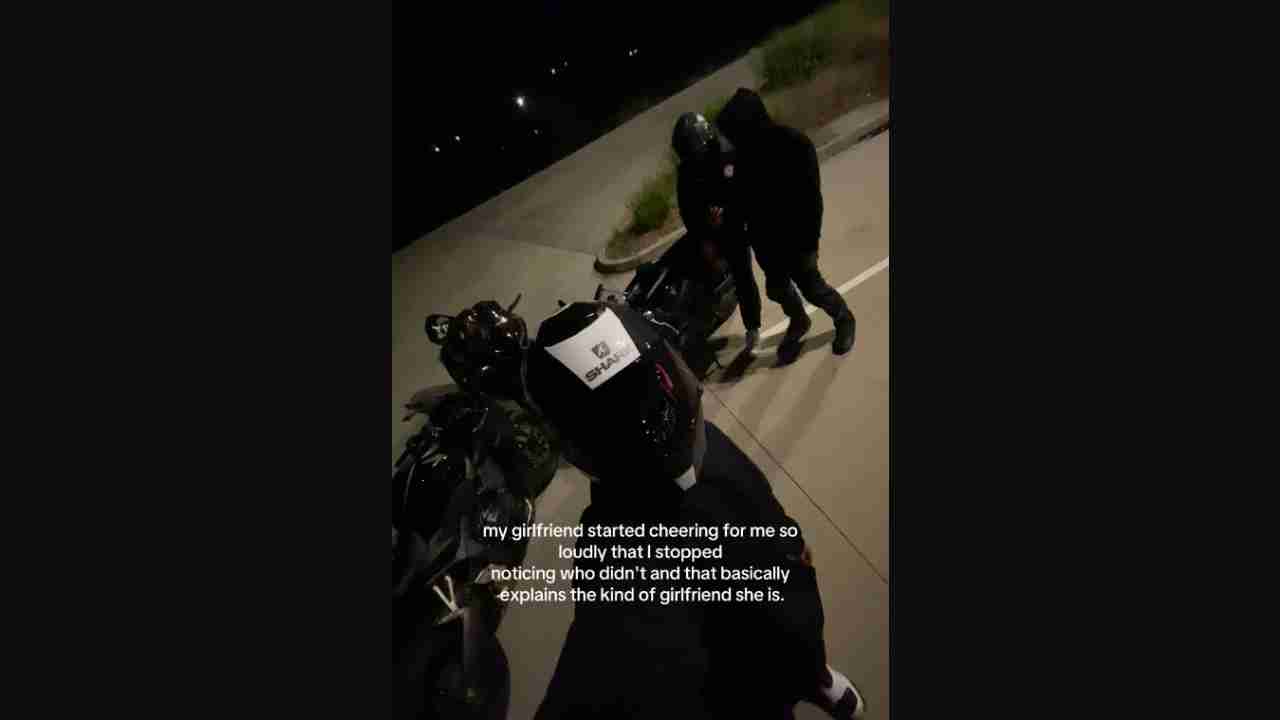 SHARK
my girlfriend started cheering for me so
loudly that I stopped
noticing who didn't and that basically
explains the kind of girlfriend she is.